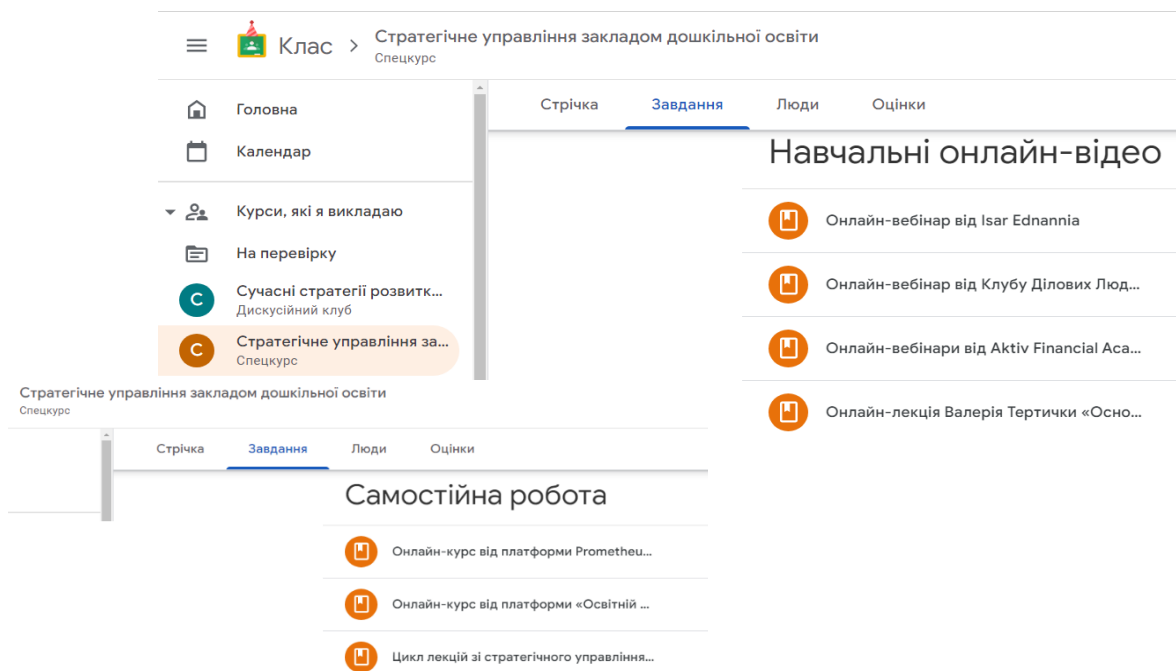 Клас > Стратегічне управління закладом дошкільної освіти
Спецкурс
Головна
Календар
Курси, які я викладаю
На перевірку
С Сучасні стратегії розвитк...
Дискусійний клуб
С Стратегічне управління за...
Спецкурс
Стрічка Завдання Люди Оцінки
Навчальні онлайн-відео
Онлайн-вебінар від Isar Ednannia
Онлайн-вебінар від Клубу Ділових Люд...
Онлайн-вебінари від Aktiv Financial Aca...
Онлайн-лекція Валерія Тертички «Осно...
Стратегічне управління закладом дошкільної освіти
Спецкурс
Стрічка Завдання Люди Оцінки
Самостійна робота
Онлайн-курс від платформи Prometheu...
Онлайн-курс від платформи «Освітній ...
Цикл лекцій зі стратегічного управління...